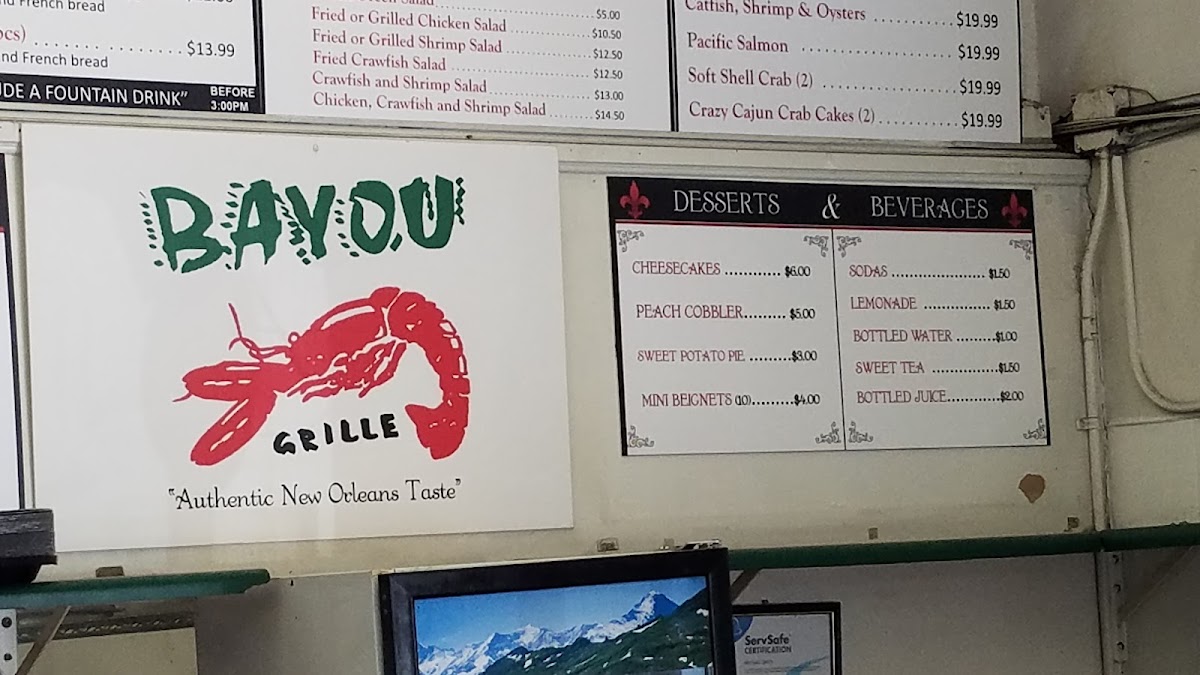 nd French bread
cs) .................. $13.99
nd French bread
DE A FOUNTAIN DRINK" BEFORE 3:00PM
Salad ........ $5.00
Fried or Grilled Chicken Salad ........ $10.50
Fried or Grilled Shrimp Salad ........ $12.50
Fried Crawfish Salad ........ $12.50
Crawfish and Shrimp Salad ........ $13.00
Chicken, Crawfish and Shrimp Salad ........ $14.50
Catfish, Shrimp & Oysters ........... $19.99
Pacific Salmon .................... $19.99
Soft Shell Crab (2) .................. $19.99
Crazy Cajun Crab Cakes (2) ........... $19.99
BAYOU
GRILLE
"Authentic New Orleans Taste"
DESSERTS & BEVERAGES
CHEESECAKES ............ $6.00
PEACH COBBLER......... $5.00
SWEET POTATO PIE ......... $3.00
MINI BEIGNETS (10)......... $4.00
SODAS ...................... $1.50
LEMONADE ............... $1.50
BOTTLED WATER ......... $1.00
SWEET TEA ............... $1.50
BOTTLED JUICE............ $2.00
ServSafe
CERTIFICATION